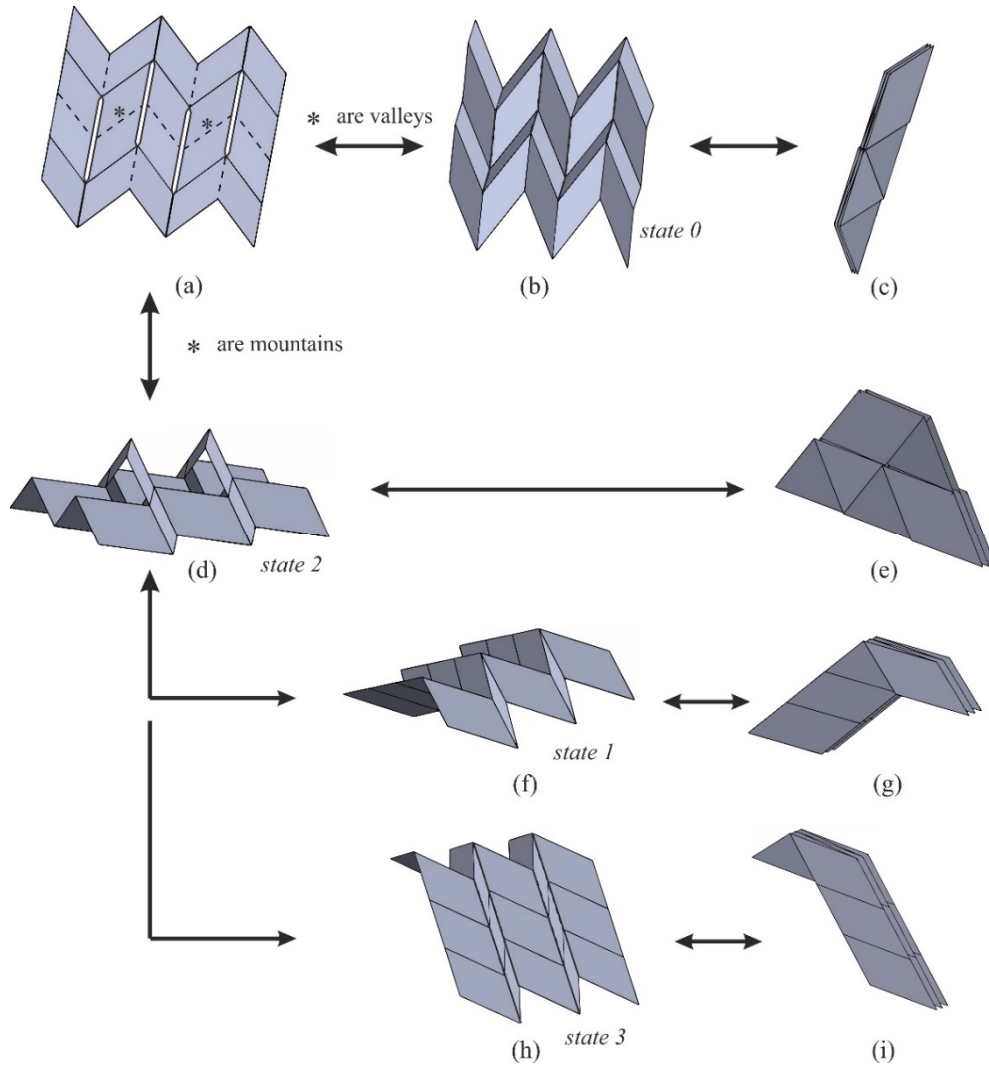 * *
* are valleys
state 0
(a)
(b)
(c)
* are mountains
(d)
state 2
(e)
state 1
(f)
(g)
state 3
(h)
(i)